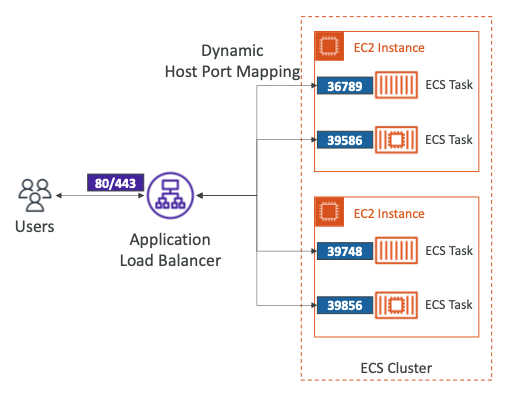 Dynamic
Host Port Mapping
EC2 Instance
36789
ECS Task
39586
ECS Task
80/443
Users
Application
Load Balancer
EC2 Instance
39748
ECS Task
39856
ECS Task
ECS Cluster